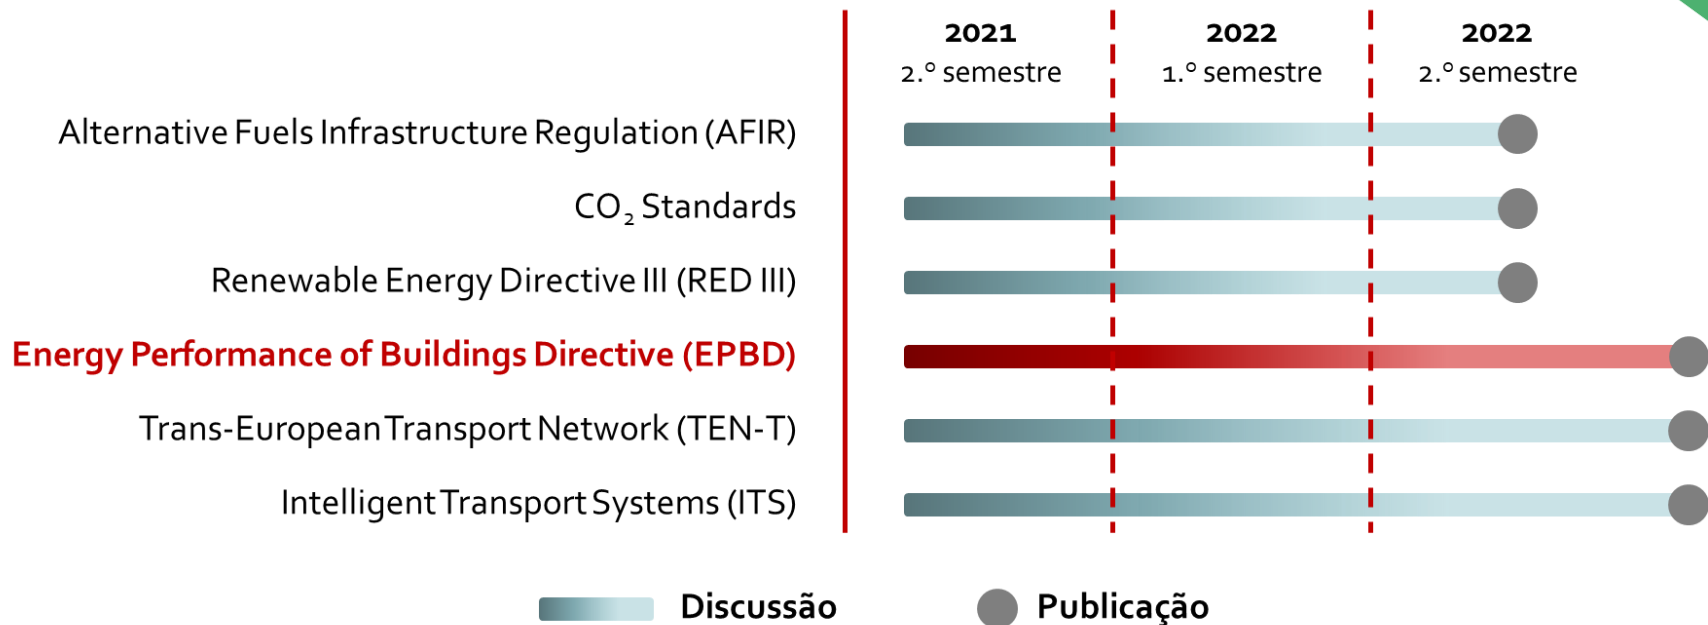 2021
2.º semestre
2022
1.º semestre
2022
2.º semestre
Alternative Fuels Infrastructure Regulation (AFIR)
CO₂ Standards
Renewable Energy Directive III (RED III)
Energy Performance of Buildings Directive (EPBD)
Trans-European Transport Network (TEN-T)
Intelligent Transport Systems (ITS)
Discussão
Publicação